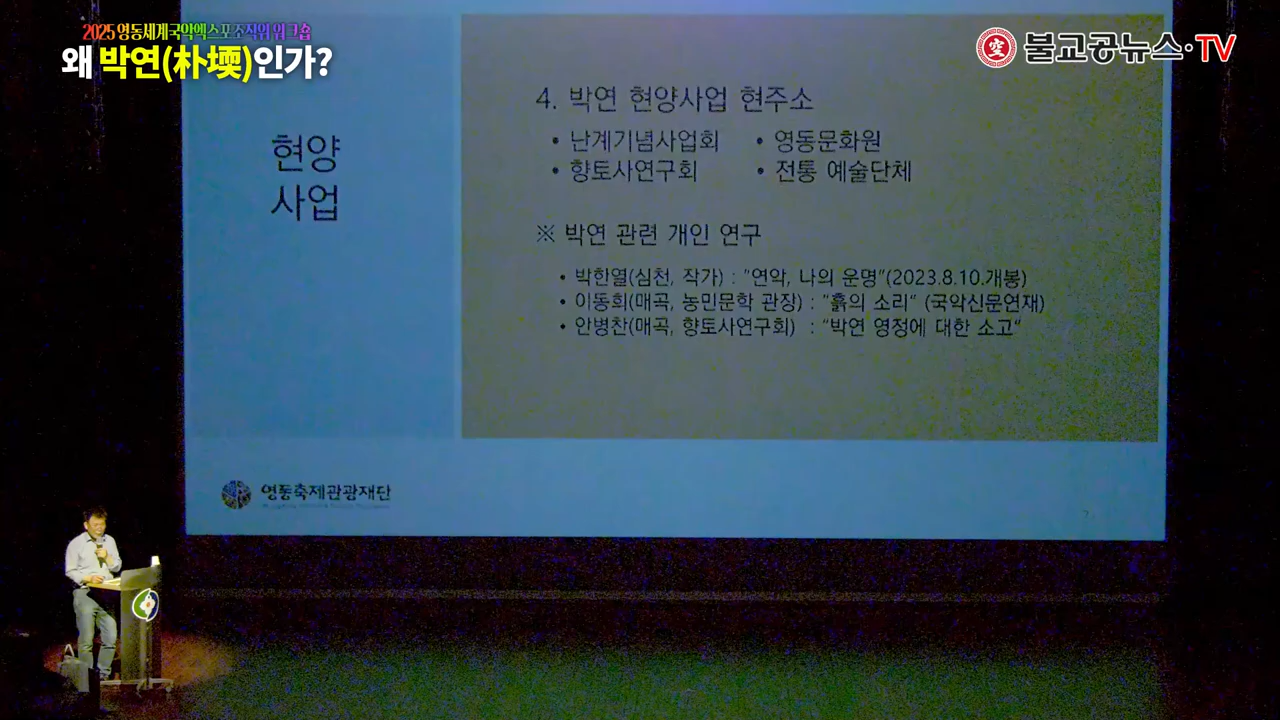 2025 영동세계국악엑스포조직위 워크숍
왜 박연(朴堧)인가?
空 불교공뉴스·TV
현양
사업
4. 박연 현양사업 현주소
• 난계기념사업회 • 영동문화원
• 향토사연구회 • 전통 예술단체
※ 박연 관련 개인 연구
• 박한열(심천, 작가) : "연악, 나의 운명"(2023.8.10.개봉)
• 이동희(매곡, 농민문학 관장) : "흙의 소리" (국악신문연재)
• 안병찬(매곡, 향토사연구회) : "박연 영정에 대한 소고"
영동축제관광재단